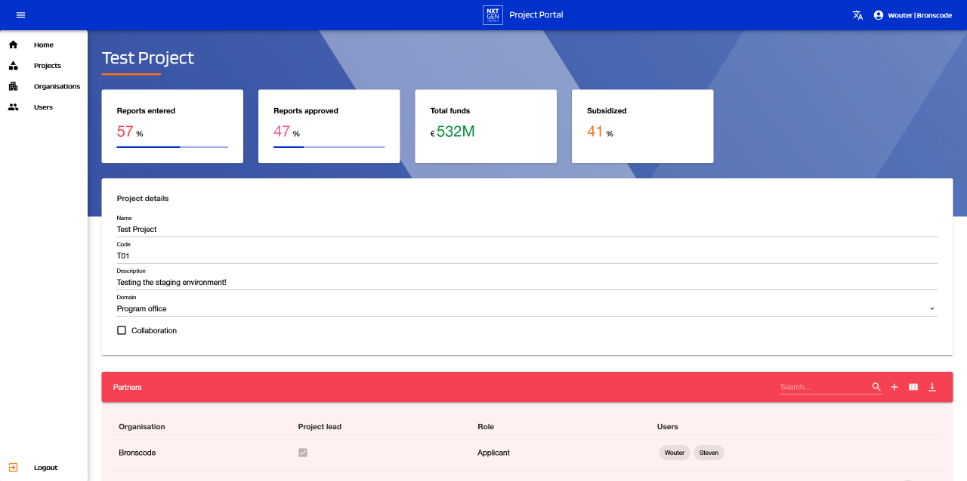 NXT
GEN
Project Portal
Wouter | Bronscode
Home
Projects
Organisations
Users
Logout
Test Project
Reports entered
57 %
Reports approved
47 %
Total funds
€ 532M
Subsidized
41 %
Project details
Name
Test Project
Code
T01
Description
Testing the staging environment!
Domain
Program office
Collaboration
Partners
Search...
Organisation Project lead Role Users
Bronscode Applicant Wouter Steven